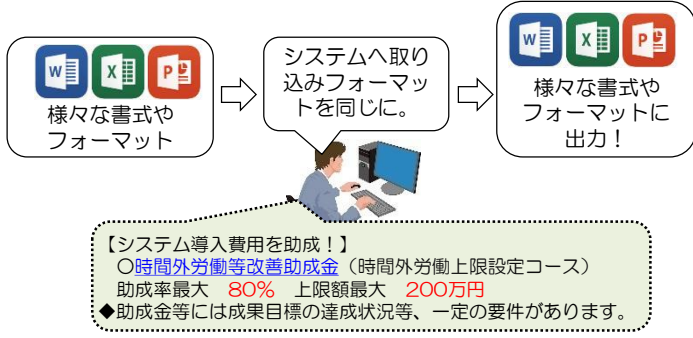 W
X
P
様々な書式や
フォーマット
システムへ取り
込みフォーマッ
トを同じに。
W
X
P
様々な書式や
フォーマットに
出力！
【システム導入費用を助成！】
〇時間外労働等改善助成金（時間外労働上限設定コース）
助成率最大　80%　上限額最大　200万円
◆助成金等には成果目標の達成状況等、一定の要件があります。